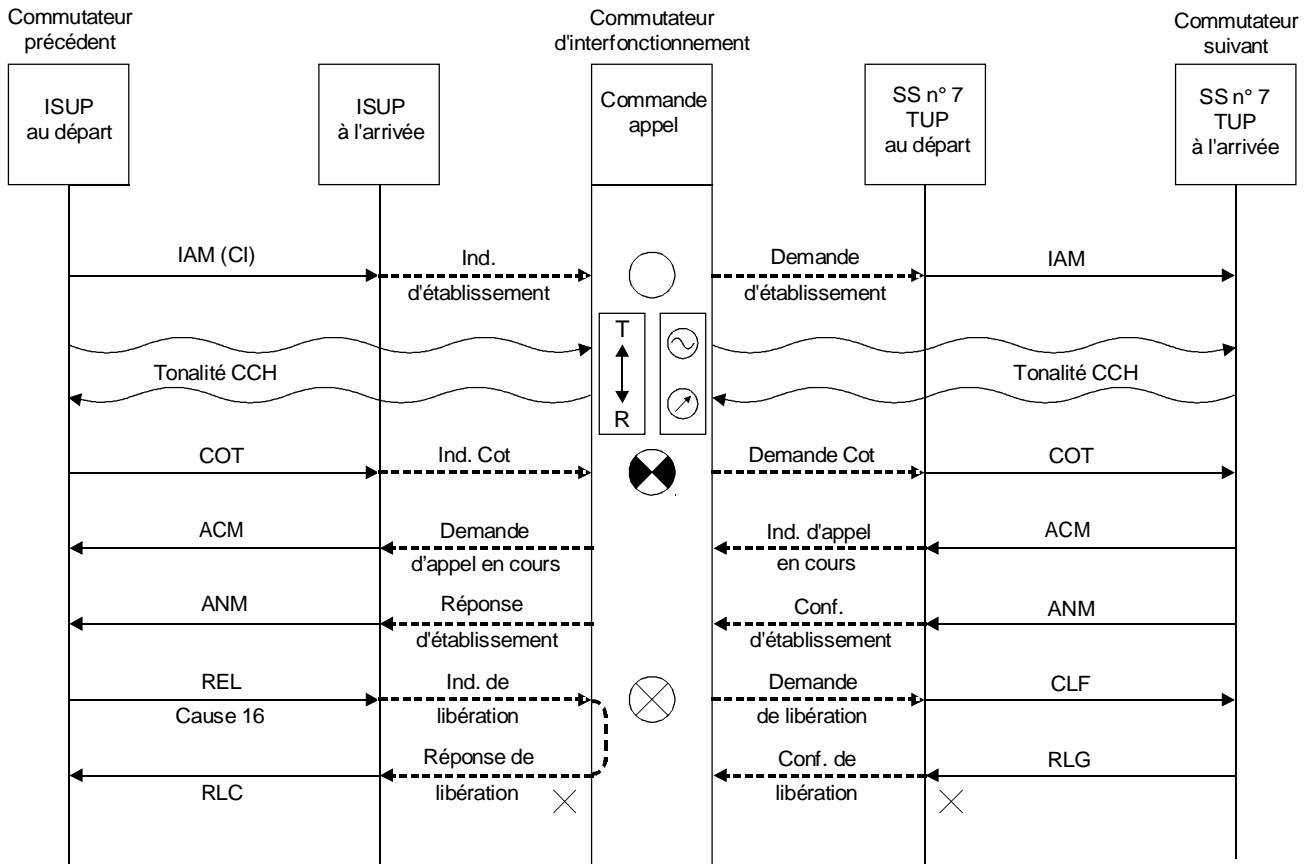 Commutateur
précédent
Commutateur
d'interfonctionnement
Commutateur
suivant
ISUP
au départ
ISUP
à l'arrivée
Commande
appel
SS n° 7
TUP
au départ
SS n° 7
TUP
à l'arrivée
IAM (CI)
Ind.
d'établissement
Demande
d'établissement
IAM
T
R
Tonalité CCH
Tonalité CCH
COT
Ind. Cot
Demande Cot
COT
ACM
Demande
d'appel en cours
Ind. d'appel
en cours
ACM
ANM
Réponse
d'établissement
Conf.
d'établissement
ANM
REL
Cause 16
Ind. de
libération
Demande
de libération
CLF
RLC
Réponse de
libération
Conf. de
libération
RLG